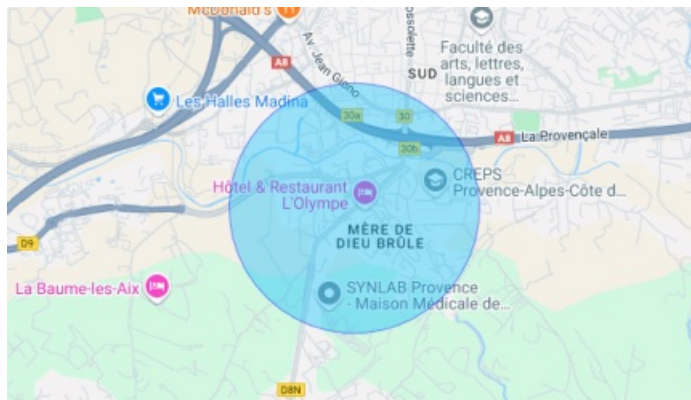 McDonald's
A8
Av. Jean Giono
ossolette
Faculté des
arts, lettres,
langues et
sciences...
SUD
Les Halles Madina
30a
30
30b
A8
La Provençale
Hôtel & Restaurant
L'Olympe
CREPS
Provence-Alpes-Côte d...
MÈRE DE
DIEU BRÛLE
D9
La Baume-les-Aix
SYNLAB Provence
- Maison Médicale de...
D8N